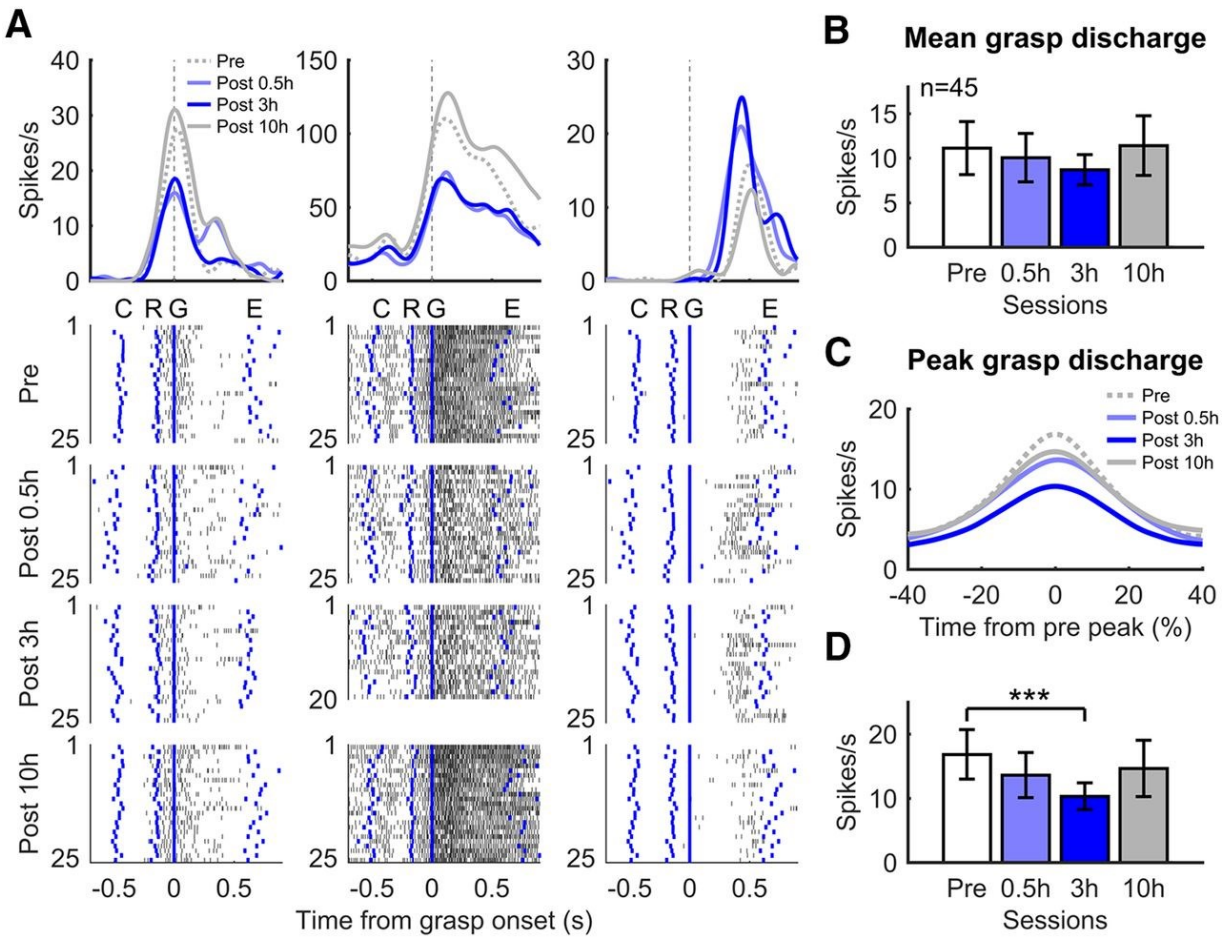 A
40
30
20
10
0
Spikes/s
Pre
Post 0.5h
Post 3h
Post 10h
150
100
50
0
30
20
10
0
C R G E
C R G E
C R G E
Pre
1
25
1
25
1
25
Post 0.5h
1
25
1
25
1
25
Post 3h
1
25
1
20
1
25
Post 10h
1
25
1
25
1
25
-0.5 0 0.5
-0.5 0 0.5
-0.5 0 0.5
Time from grasp onset (s)
B
Mean grasp discharge
n=45
15
10
5
0
Spikes/s
Pre 0.5h 3h 10h
Sessions
C
Peak grasp discharge
Pre
Post 0.5h
Post 3h
Post 10h
20
10
0
Spikes/s
-40 -20 0 20 40
Time from pre peak (%)
D
***
20
10
0
Spikes/s
Pre 0.5h 3h 10h
Sessions